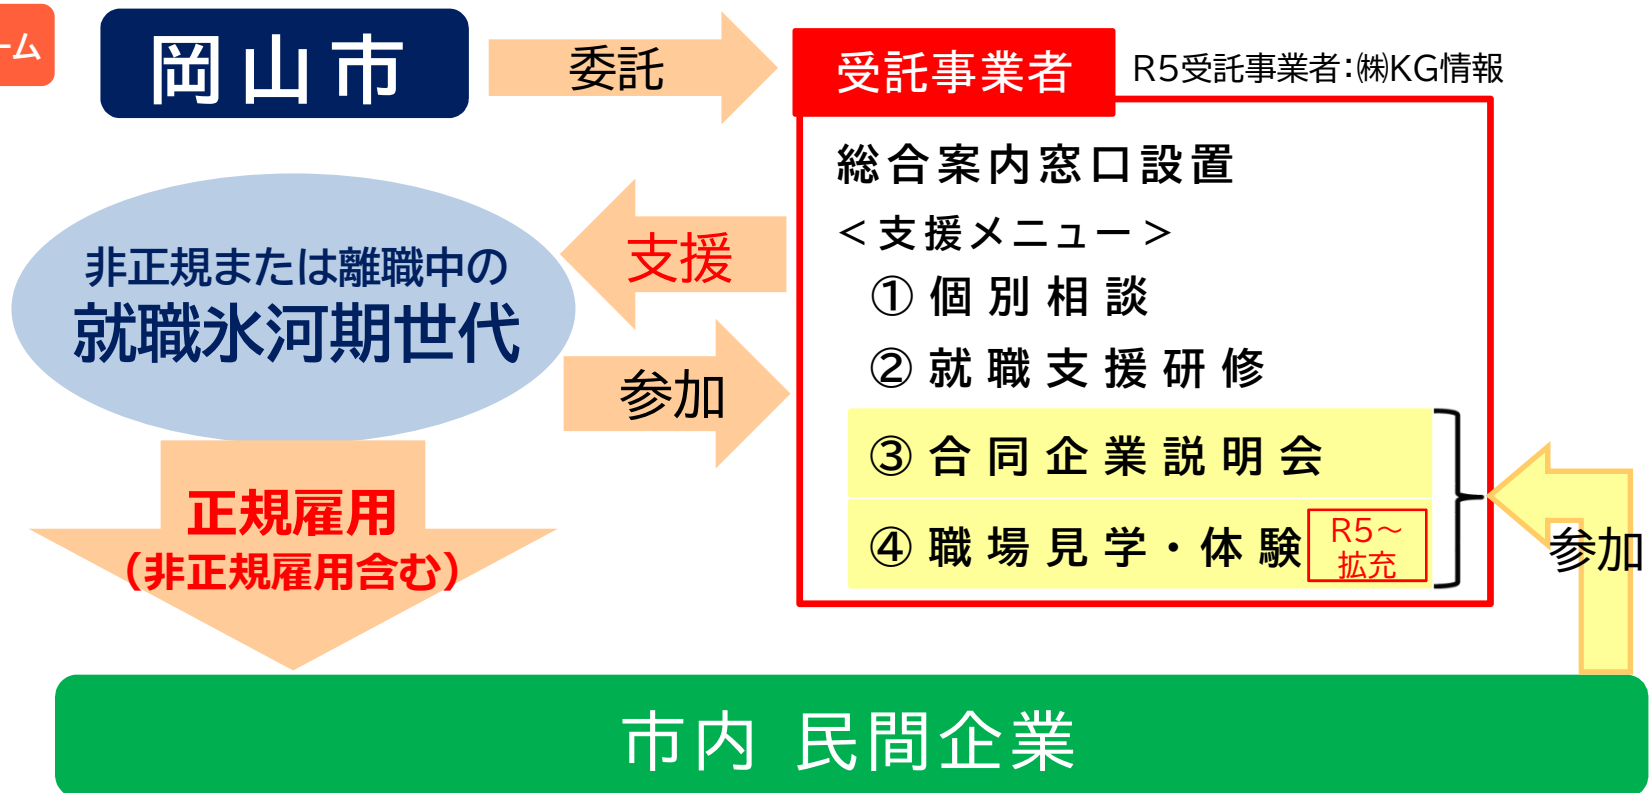 ーム
岡山市
委託
受託事業者
R5受託事業者：㈱KG情報
総合案内窓口設置
＜支援メニュー＞
①個別相談
②就職支援研修
③合同企業説明会
④職場見学・体験
R5～
拡充
支援
非正規または離職中の
就職氷河期世代
参加
正規雇用
（非正規雇用含む）
参加
市内 民間企業